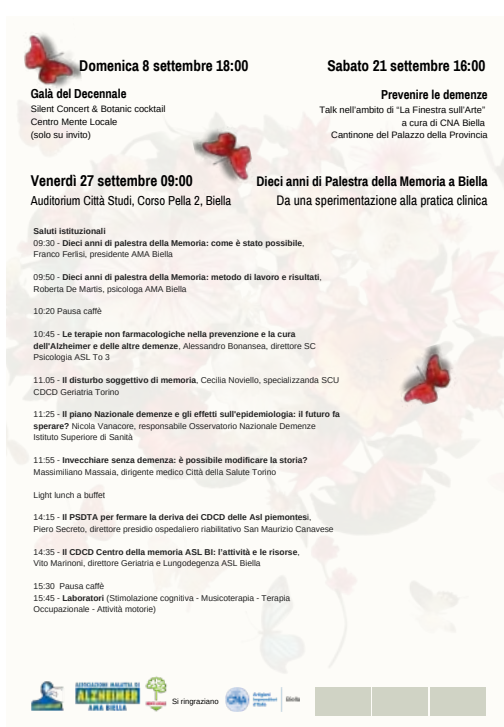 Domenica 8 settembre 18:00
Galà del Decennale
Silent Concert & Botanic cocktail
Centro Mente Locale
(solo su invito)
Sabato 21 settembre 16:00
Prevenire le demenze
Talk nell'ambito di “La Finestra sull'Arte”
a cura di CNA Biella
Cantinone del Palazzo della Provincia
Venerdì 27 settembre 09:00
Auditorium Città Studi, Corso Pella 2, Biella
Dieci anni di Palestra della Memoria a Biella
Da una sperimentazione alla pratica clinica
Saluti istituzionali
09:30 - Dieci anni di palestra della Memoria: come è stato possibile,
Franco Ferlisi, presidente AMA Biella
09:50 - Dieci anni di palestra della Memoria: metodo di lavoro e risultati,
Roberta De Martis, psicologa AMA Biella
10:20 Pausa caffè
10:45 - Le terapie non farmacologiche nella prevenzione e la cura
dell'Alzheimer e delle altre demenze, Alessandro Bonansea, direttore SC
Psicologia ASL To 3
11.05 - Il disturbo soggettivo di memoria, Cecilia Noviello, specializzanda SCU
CDCD Geriatria Torino
11:25 - Il piano Nazionale demenze e gli effetti sull'epidemiologia: il futuro fa
sperare? Nicola Vanacore, responsabile Osservatorio Nazionale Demenze
Istituto Superiore di Sanità
11:55 - Invecchiare senza demenza: è possibile modificare la storia?
Massimiliano Massaia, dirigente medico Città della Salute Torino
Light lunch a buffet
14:15 - Il PSDTA per fermare la deriva dei CDCD delle Asl piemontesi,
Piero Secreto, direttore presidio ospedaliero riabilitativo San Maurizio Canavese
14:35 - Il CDCD Centro della memoria ASL BI: l'attività e le risorse,
Vito Marinoni, direttore Geriatria e Lungodegenza ASL Biella
15:30 Pausa caffè
15:45 - Laboratori (Stimolazione cognitiva - Musicoterapia - Terapia
Occupazionale - Attività motorie)
ASSOCIAZIONE MALATTIA DI
ALZHEIMER
AMA BIELLA
Si ringraziano
CNA
Biella